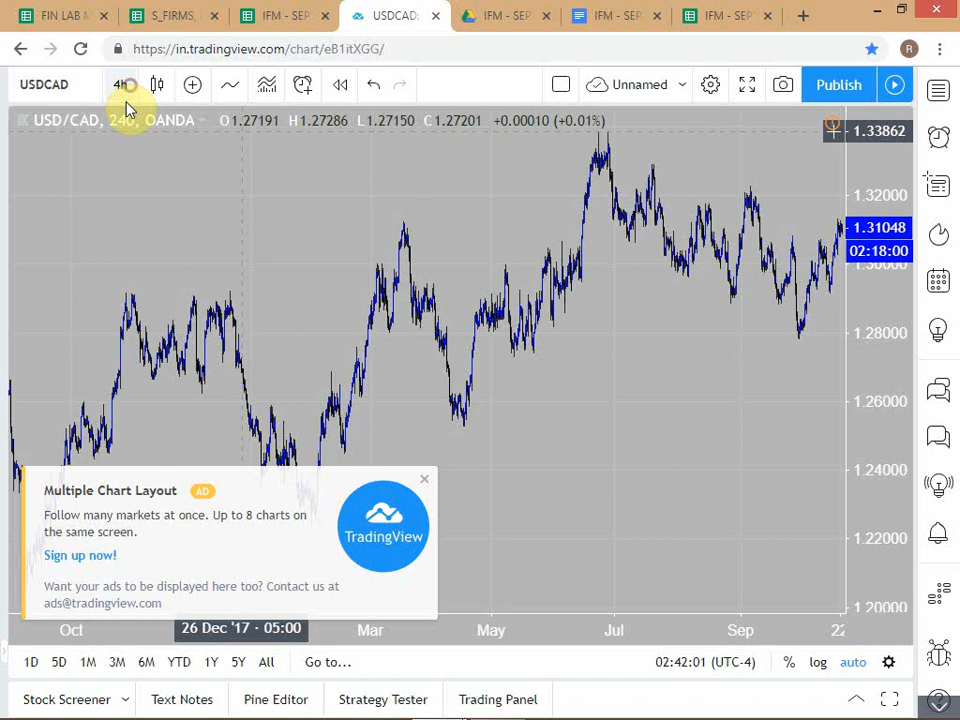 FIN LAB M × S_FIRMS, × IFM - SEP × USDCAD: × IFM - SEP × IFM - SEP × IFM - SEP ×
https://in.tradingview.com/chart/eB1itXGG/ R
USDCAD 4h Unnamed Publish
USD/CAD, 240, OANDA O1.27191 H1.27286 L1.27150 C1.27201 +0.00010 (+0.01%)
1.33862
1.32000
1.31048
02:18:00
1.30000
1.28000
1.26000
1.24000
1.22000
1.20000
Multiple Chart Layout AD
Follow many markets at once. Up to 8 charts on
the same screen.
Sign up now!
Want your ads to be displayed here too? Contact us at
ads@tradingview.com
TradingView
Oct 26 Dec '17 - 05:00 Mar May Jul Sep 22
1D 5D 1M 3M 6M YTD 1Y 5Y All Go to... 02:42:01 (UTC-4) % log auto
Stock Screener Text Notes Pine Editor Strategy Tester Trading Panel